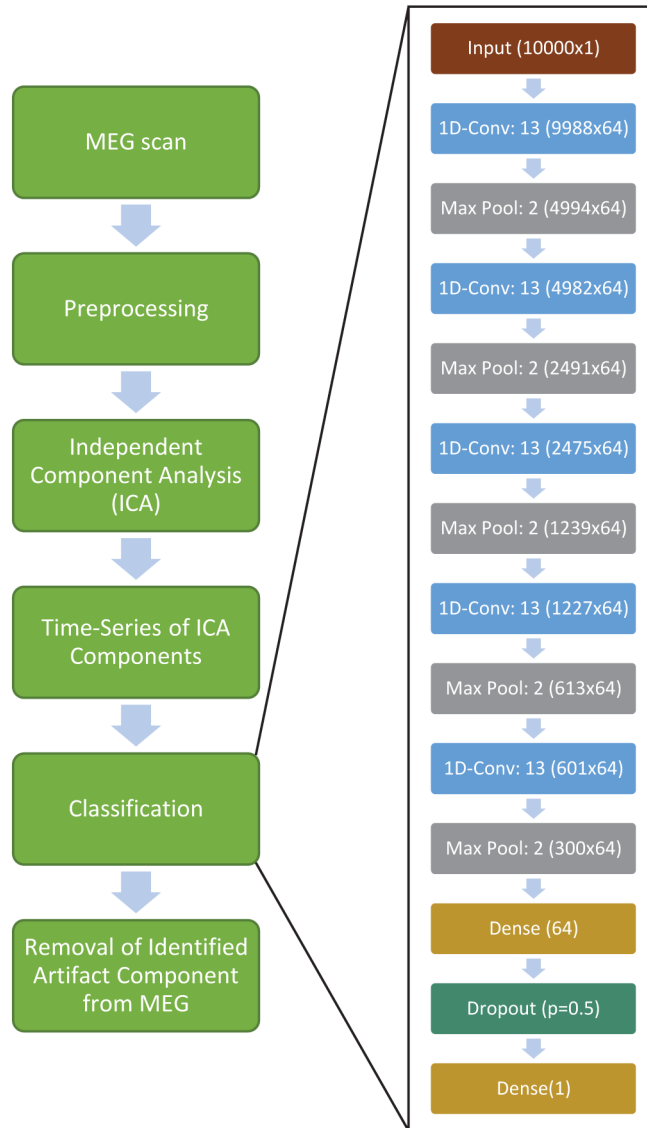 MEG scan
Preprocessing
Independent
Component Analysis
(ICA)
Time-Series of ICA
Components
Classification
Removal of Identified
Artifact Component
from MEG
Input (10000x1)
1D-Conv: 13 (9988x64)
Max Pool: 2 (4994x64)
1D-Conv: 13 (4982x64)
Max Pool: 2 (2491x64)
1D-Conv: 13 (2475x64)
Max Pool: 2 (1239x64)
1D-Conv: 13 (1227x64)
Max Pool: 2 (613x64)
1D-Conv: 13 (601x64)
Max Pool: 2 (300x64)
Dense (64)
Dropout (p=0.5)
Dense(1)